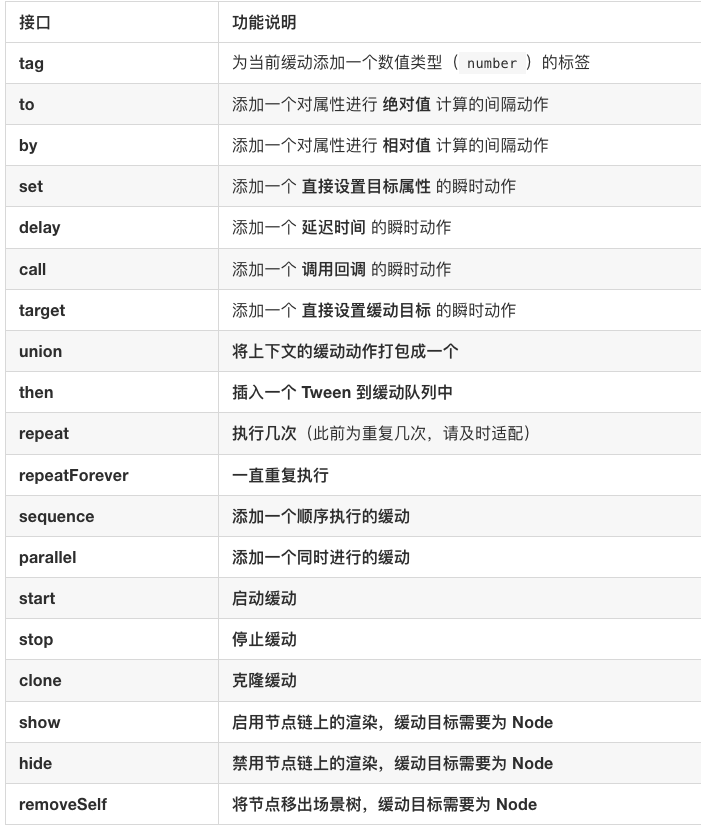 接口 功能说明
tag 为当前缓动添加一个数值类型（ number ）的标签
to 添加一个对属性进行 绝对值 计算的间隔动作
by 添加一个对属性进行 相对值 计算的间隔动作
set 添加一个 直接设置目标属性 的瞬时动作
delay 添加一个 延迟时间 的瞬时动作
call 添加一个 调用回调 的瞬时动作
target 添加一个 直接设置缓动目标 的瞬时动作
union 将上下文的缓动动作打包成一个
then 插入一个 Tween 到缓动队列中
repeat 执行几次（此前为重复几次，请及时适配）
repeatForever 一直重复执行
sequence 添加一个顺序执行的缓动
parallel 添加一个同时进行的缓动
start 启动缓动
stop 停止缓动
clone 克隆缓动
show 启用节点链上的渲染，缓动目标需要为 Node
hide 禁用节点链上的渲染，缓动目标需要为 Node
removeSelf 将节点移出场景树，缓动目标需要为 Node